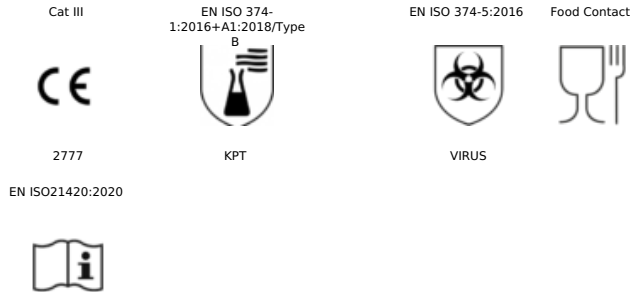 Cat III
EN ISO 374-
1:2016+A1:2018/Type
B
EN ISO 374-5:2016
Food Contact
CE
2777
KPT
VIRUS
EN ISO21420:2020
i